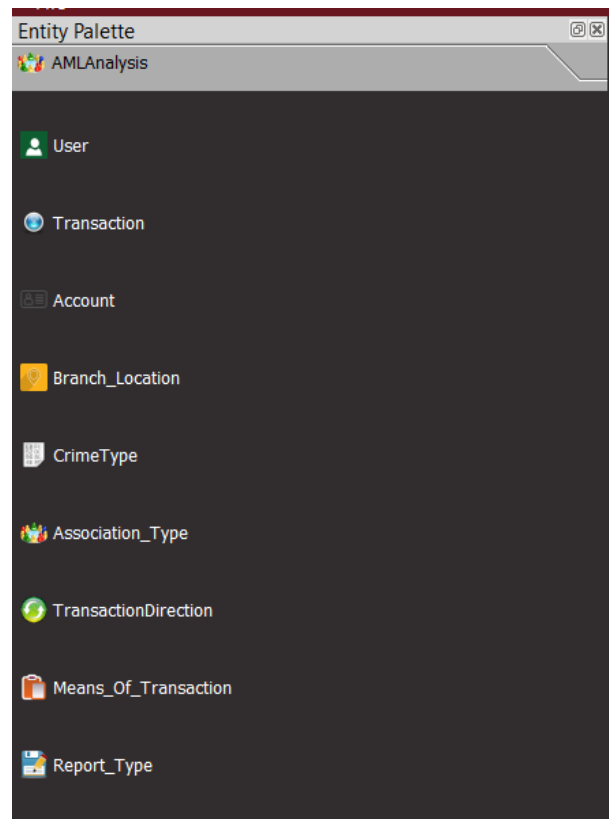 Entity Palette
AMLAnalysis
User
Transaction
Account
Branch_Location
CrimeType
Association_Type
TransactionDirection
Means_Of_Transaction
Report_Type